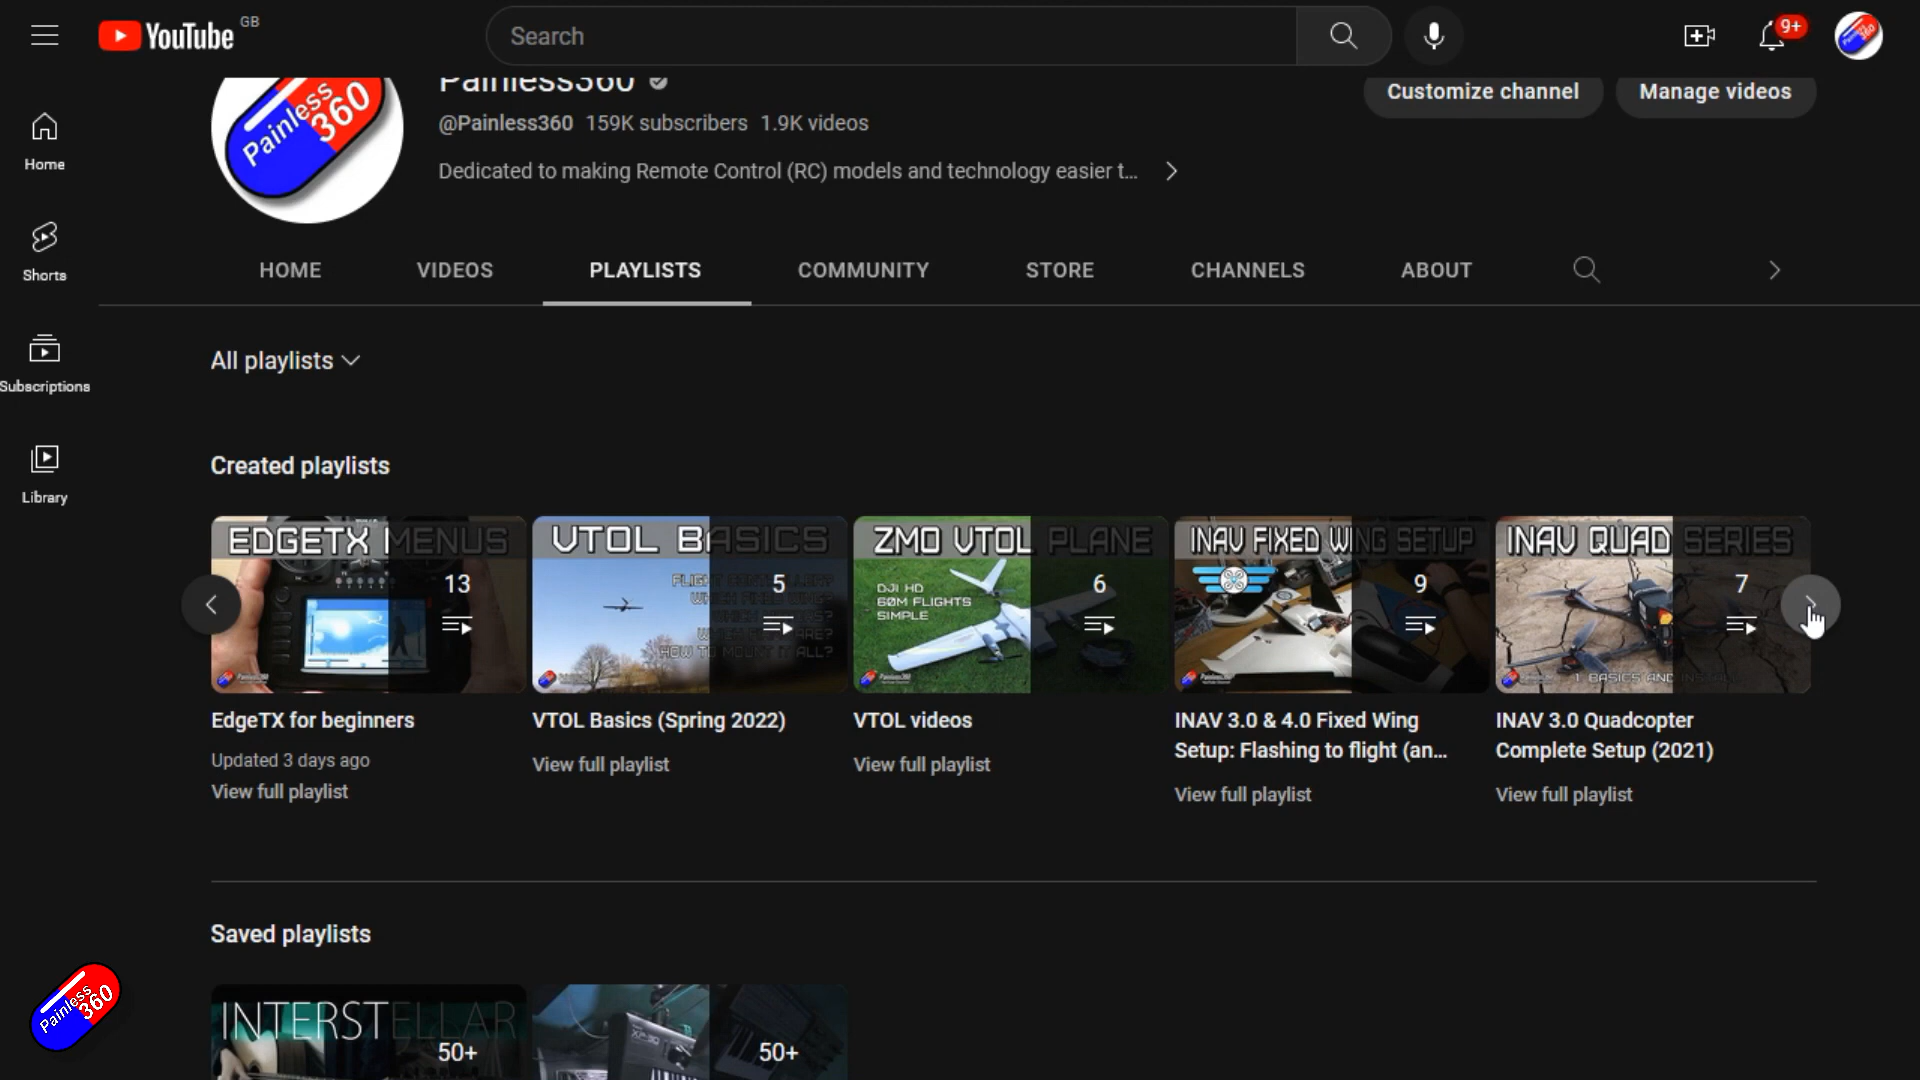 YouTube GB
Search
9+
Painless360
Painless 360
@Painless360 159K subscribers 1.9K videos
Customize channel
Manage videos
Dedicated to making Remote Control (RC) models and technology easier t...
Home
Shorts
Subscriptions
Library
HOME VIDEOS PLAYLISTS COMMUNITY STORE CHANNELS ABOUT
All playlists
Created playlists
EDGETX MENUS
13
EdgeTX for beginners
Updated 3 days ago
View full playlist
VTOL BASICS
5
VTOL Basics (Spring 2022)
View full playlist
ZMO VTOL PLANE
DJI HD
60M FLIGHTS
SIMPLE
6
VTOL videos
View full playlist
INAV FIXED WING SETUP
9
INAV 3.0 & 4.0 Fixed Wing
Setup: Flashing to flight (an...
View full playlist
INAV QUAD SERIES
7
1 BASICS AND
INAV 3.0 Quadcopter
Complete Setup (2021)
View full playlist
Saved playlists
INTERSTELLAR
50+
50+
Painless 360